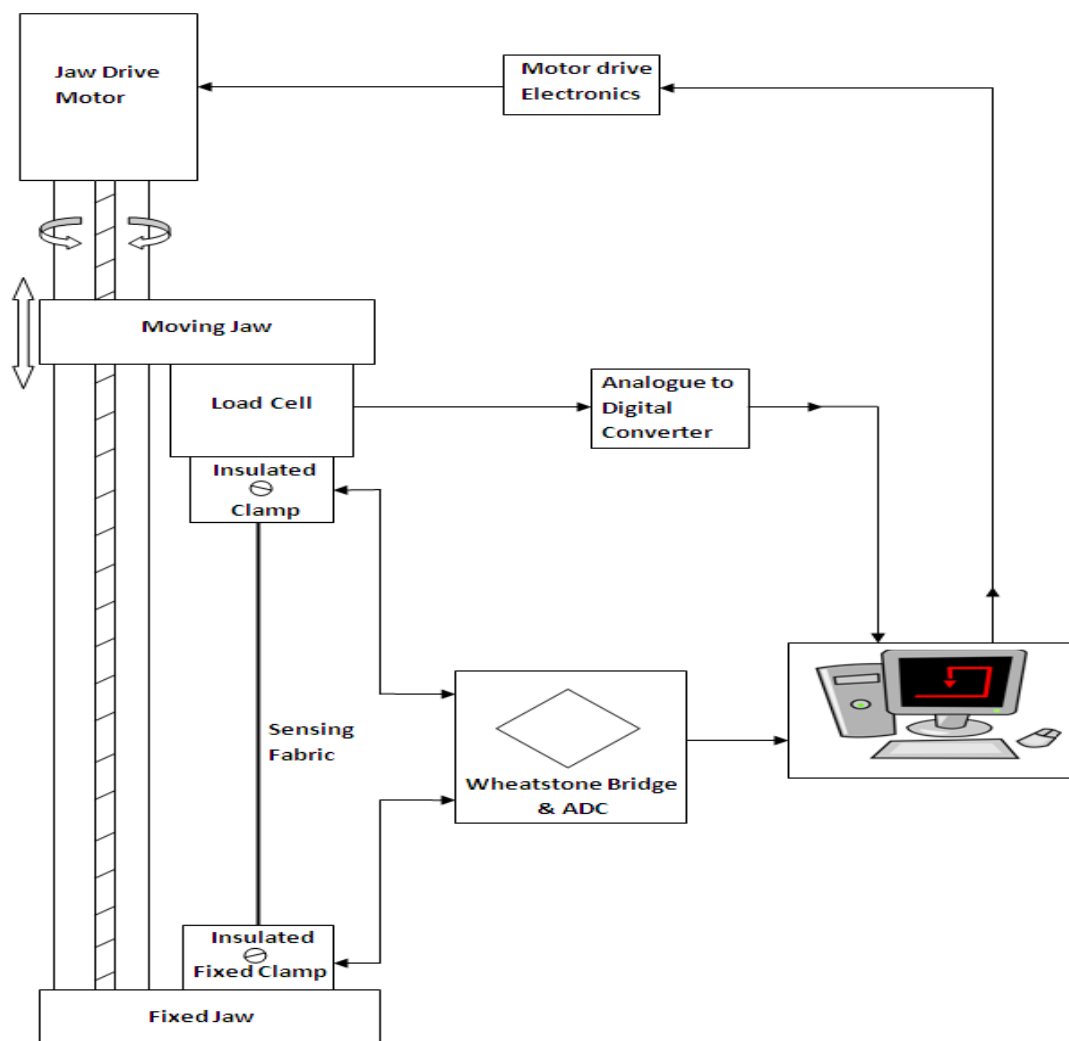 Jaw Drive
Motor
Motor drive
Electronics
Moving Jaw
Load Cell
Analogue to
Digital
Converter
Insulated
Clamp
Sensing
Fabric
Wheatstone Bridge
& ADC
Insulated
Fixed Clamp
Fixed Jaw